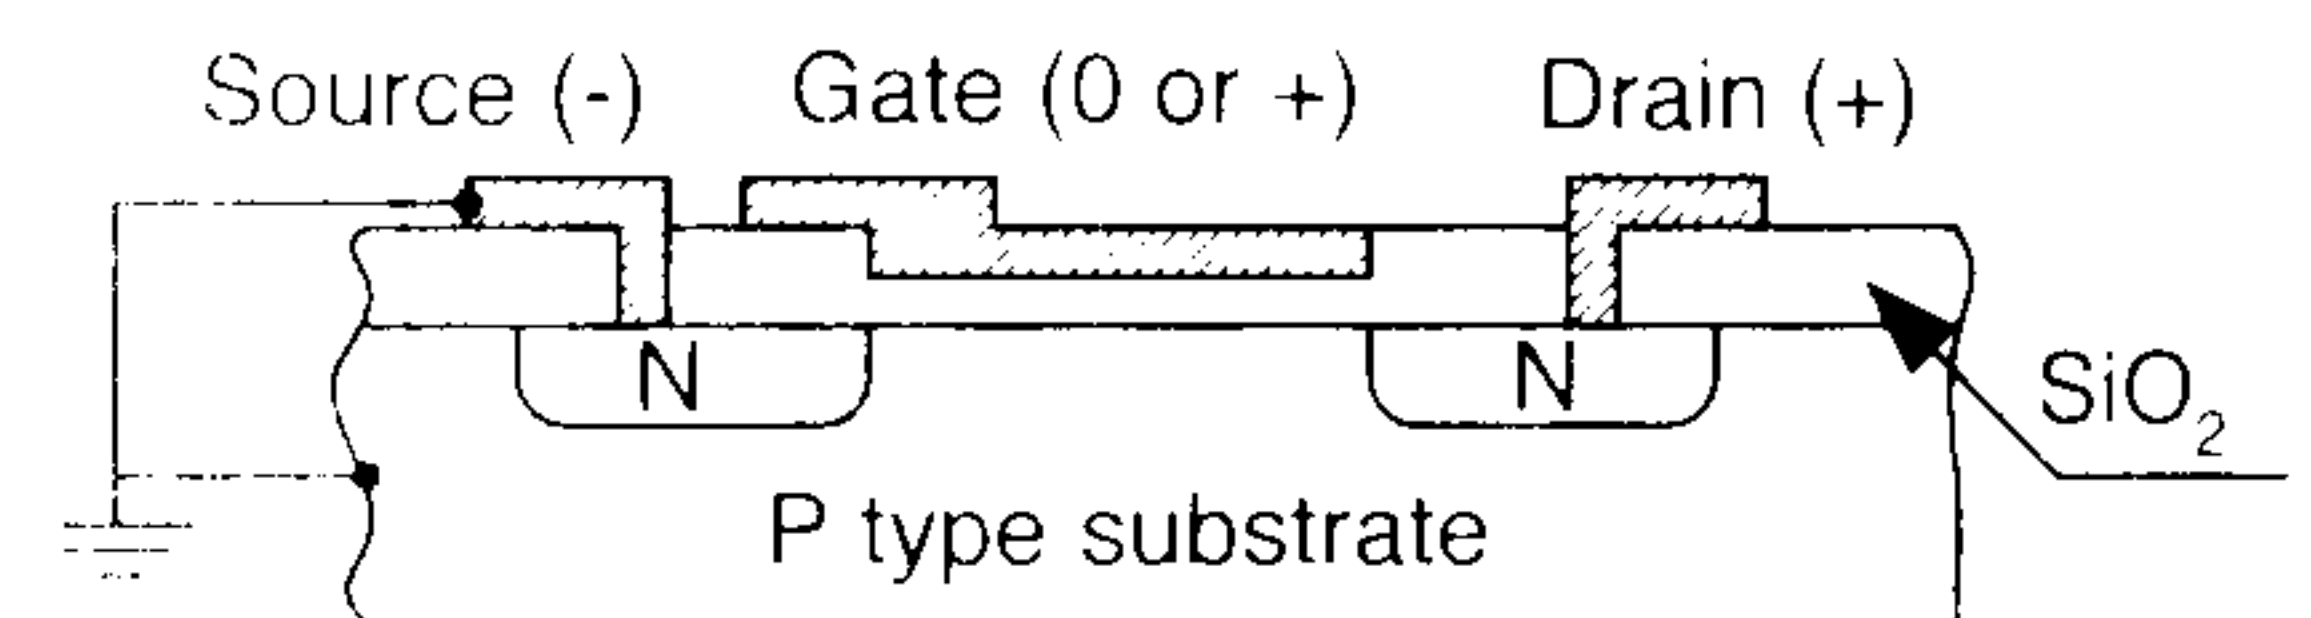 Source (-) Gate (0 or +) Drain (+)
N N
SiO₂
P type substrate